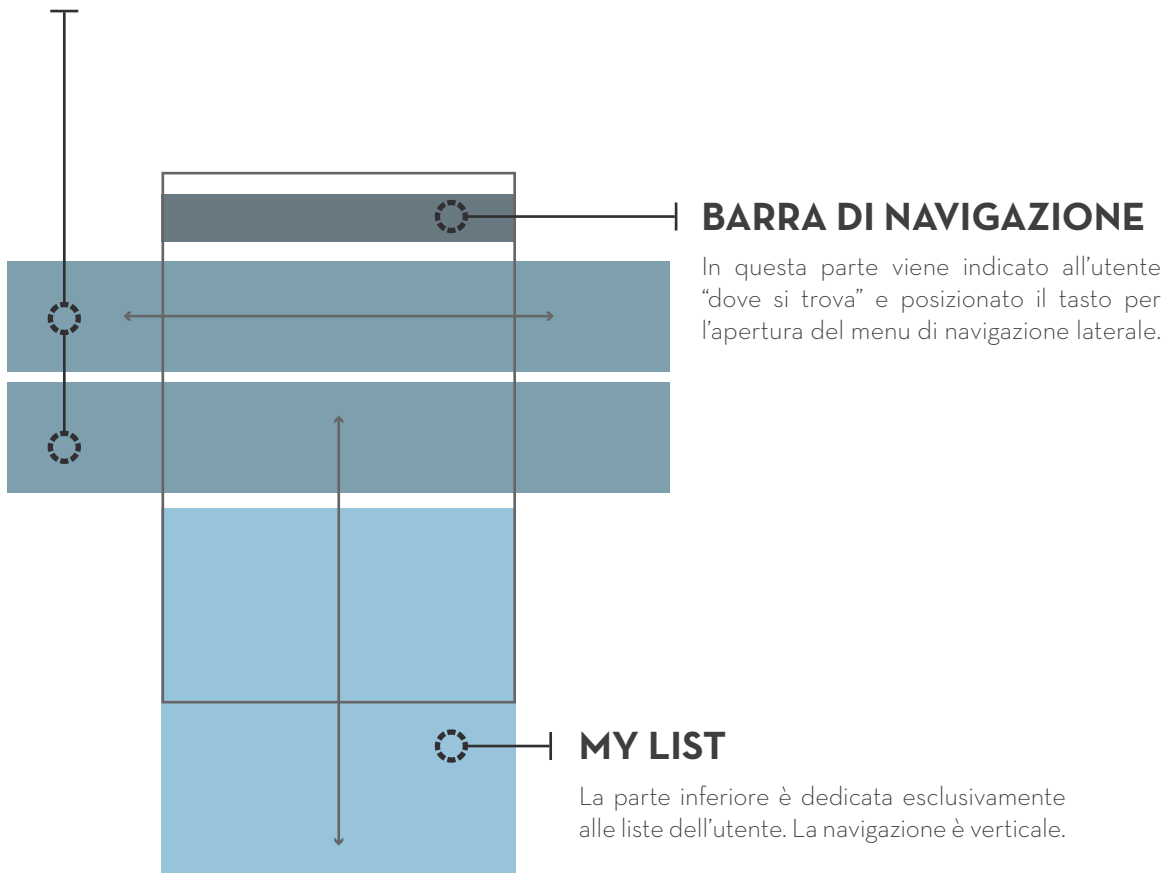 BARRA DI NAVIGAZIONE
In questa parte viene indicato all’utente
“dove si trova” e posizionato il tasto per
l’apertura del menu di navigazione laterale.
MY LIST
La parte inferiore è dedicata esclusivamente
alle liste dell’utente. La navigazione è verticale.